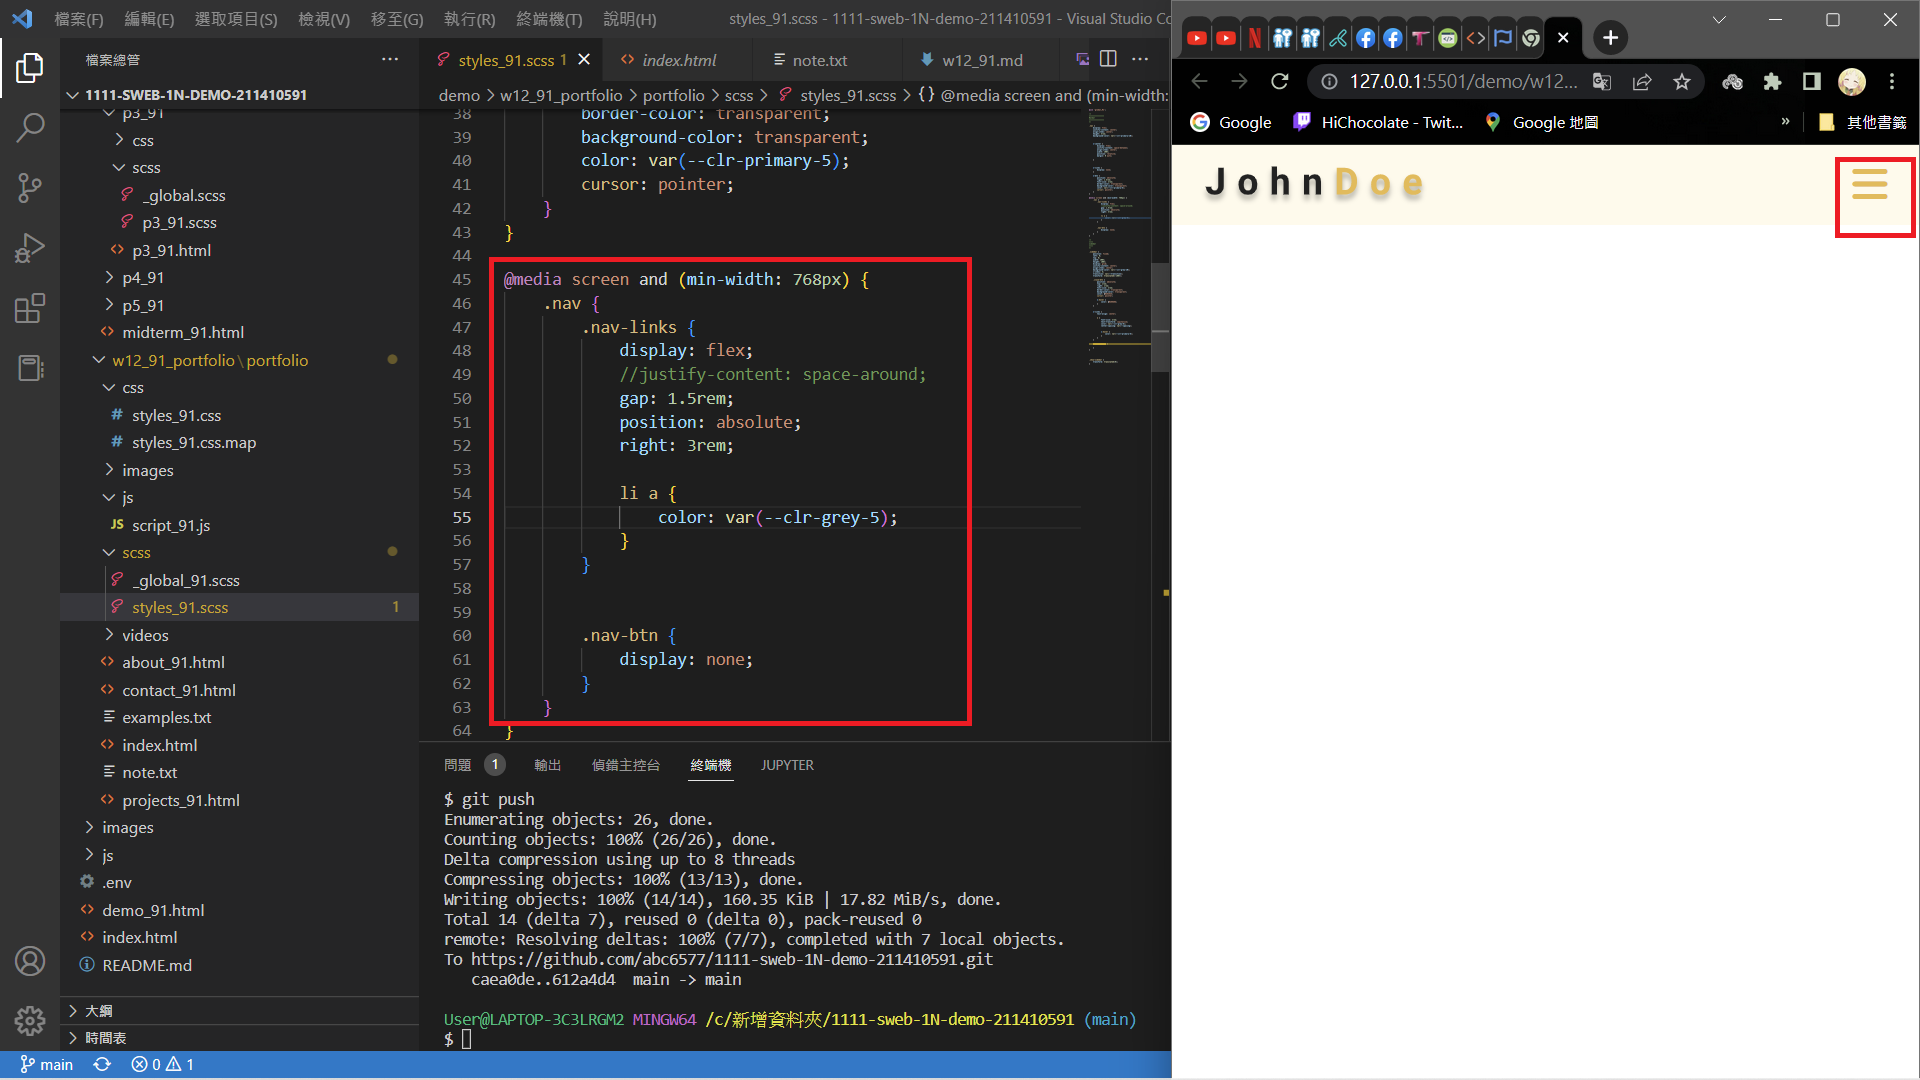 檔案(F) 編輯(E) 選取項目(S) 檢視(V) 移至(G) 執行(R) 終端機(T) 說明(H) styles_91.scss - 1111-sweb-1N-demo-211410591 - Visual Studio Co
檔案總管
1111-SWEB-1N-DEMO-211410591
p3_91
css
scss
_global.scss
p3_91.scss
p3_91.html
p4_91
p5_91
midterm_91.html
w12_91_portfolio \ portfolio
css
styles_91.css
styles_91.css.map
images
js
JS script_91.js
scss
_global_91.scss
styles_91.scss 1
videos
about_91.html
contact_91.html
examples.txt
index.html
note.txt
projects_91.html
images
js
.env
demo_91.html
index.html
README.md
大綱
時間表
styles_91.scss 1 index.html note.txt w12_91.md
demo > w12_91_portfolio > portfolio > scss > styles_91.scss > {} @media screen and (min-width:
38 border-color: transparent;
39 background-color: transparent;
40 color: var(--clr-primary-5);
41 cursor: pointer;
42 }
43 }
44
45 @media screen and (min-width: 768px) {
46 .nav {
47 .nav-links {
48 display: flex;
49 //justify-content: space-around;
50 gap: 1.5rem;
51 position: absolute;
52 right: 3rem;
53
54 li a {
55 color: var(--clr-grey-5);
56 }
57 }
58
59
60 .nav-btn {
61 display: none;
62 }
63 }
64 }
問題 1 輸出 偵錯主控台 終端機 JUPYTER
$ git push
Enumerating objects: 26, done.
Counting objects: 100% (26/26), done.
Delta compression using up to 8 threads
Compressing objects: 100% (13/13), done.
Writing objects: 100% (14/14), 160.35 KiB | 17.82 MiB/s, done.
Total 14 (delta 7), reused 0 (delta 0), pack-reused 0
remote: Resolving deltas: 100% (7/7), completed with 7 local objects.
To https://github.com/abc6577/1111-sweb-1N-demo-211410591.git
caea0de..612a4d4 main -> main
User@LAPTOP-3C3LRGM2 MINGW64 /c/新增資料夾/1111-sweb-1N-demo-211410591 (main)
$
main 0 1
127.0.0.1:5501/demo/w12...
Google HiChocolate - Twit... Google 地圖 » 其他書籤
JohnDoe